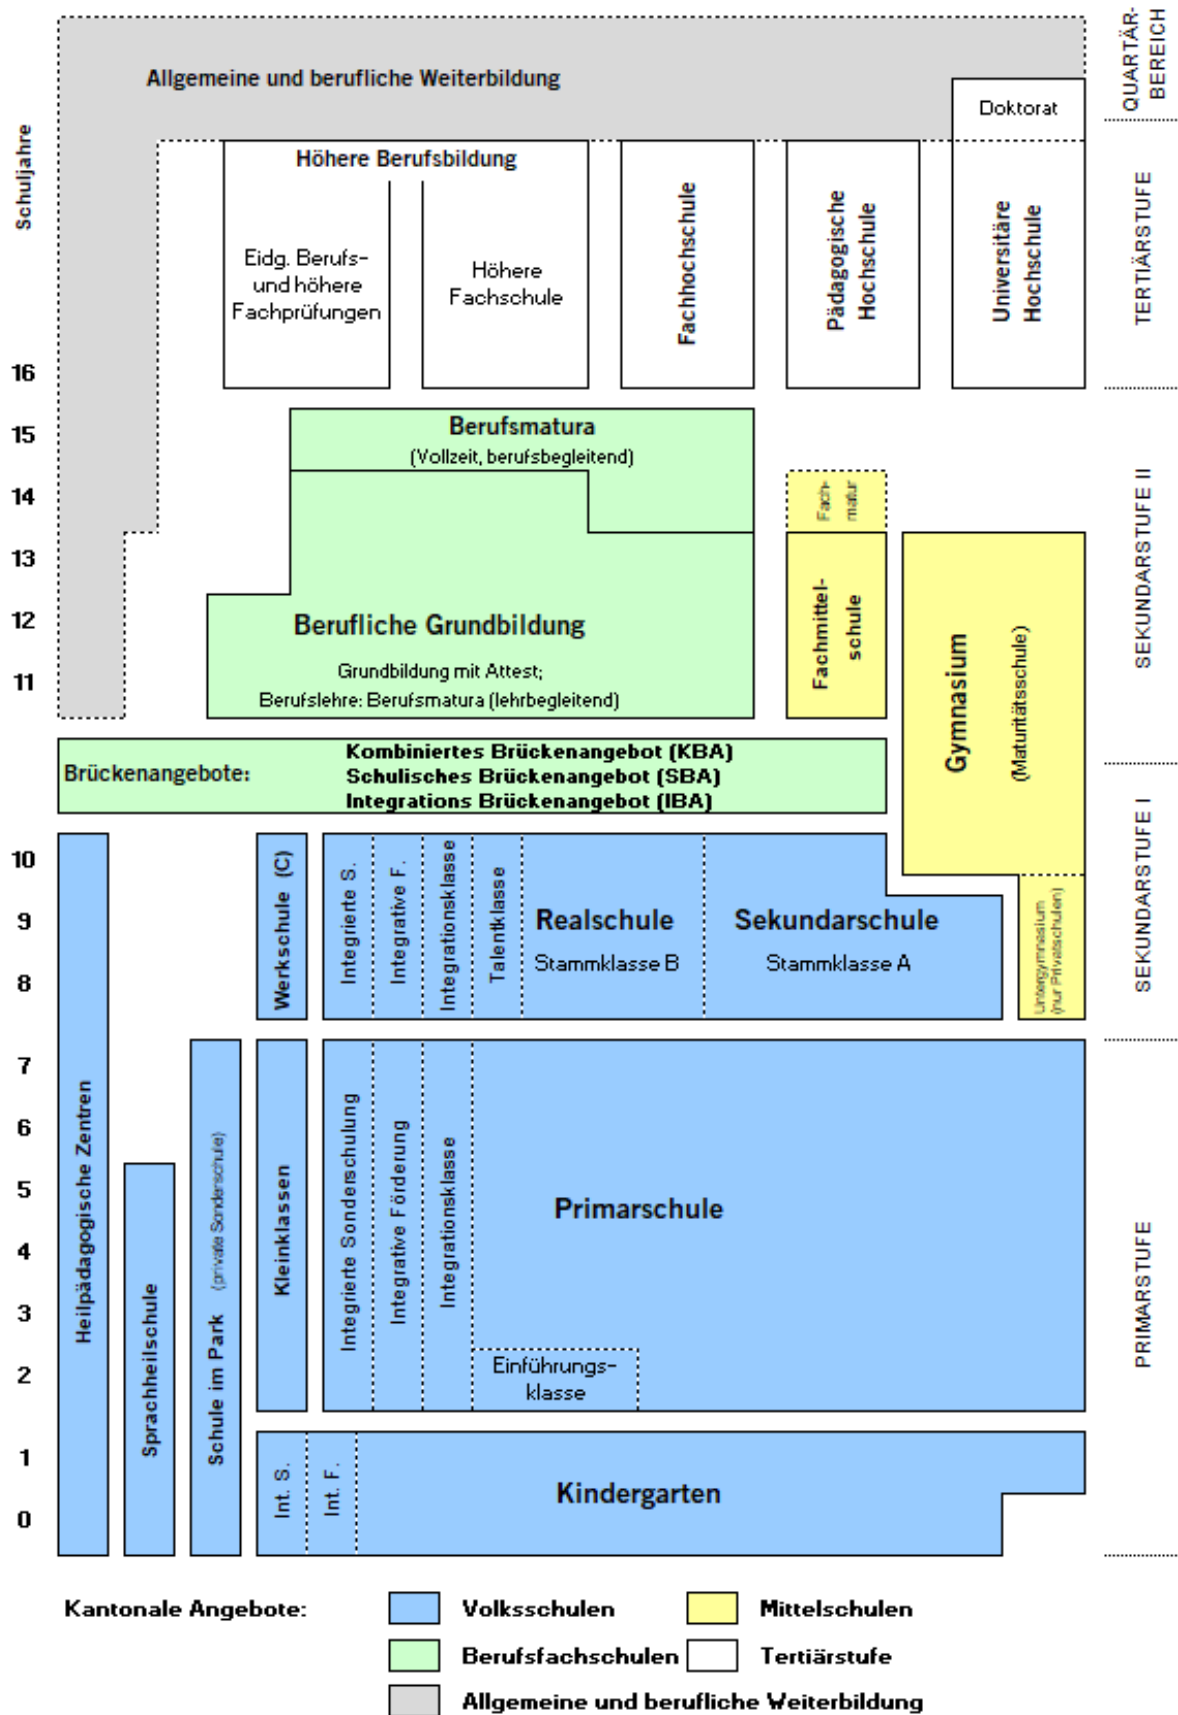 QUARTÄR-
BEREICH
Allgemeine und berufliche Weiterbildung
Doktorat
Schuljahre
Höhere Berufsbildung
Eidg. Berufs-
und höhere
Fachprüfungen
Höhere
Fachschule
Fachhochschule
Pädagogische
Hochschule
Universitäre
Hochschule
TERTIÄRSTUFE
16
15
Berufsmatura
(Vollzeit, berufsbegleitend)
14
Fach-
matur
13
12
Berufliche Grundbildung
11
Grundbildung mit Attest;
Berufslehre: Berufsmatura (lehrbegleitend)
Fachmittel-
schule
Gymnasium
(Maturitätsschule)
SEKUNDARSTUFE II
Brückenangebote:
Kombiniertes Brückenangebot (KBA)
Schulisches Brückenangebot (SBA)
Integrations Brückenangebot (IBA)
10
9
8
Werkschule (C)
Integrierte S.
Integrative F.
Integrationsklasse
Talentklasse
Realschule
Stammklasse B
Sekundarschule
Stammklasse A
Untergymnasium
(nur Privatschulen)
SEKUNDARSTUFE I
7
6
5
4
3
2
Heilpädagogische Zentren
Sprachheilschule
Schule im Park (private Sonderschule)
Kleinklassen
Integrierte Sonderschulung
Integrative Förderung
Integrationsklasse
Primarschule
Einführungs-
klasse
PRIMARSTUFE
1
0
Int. S.
Int. F.
Kindergarten
Kantonale Angebote:
Volksschulen
Mittelschulen
Berufsfachschulen
Tertiärstufe
Allgemeine und berufliche Weiterbildung